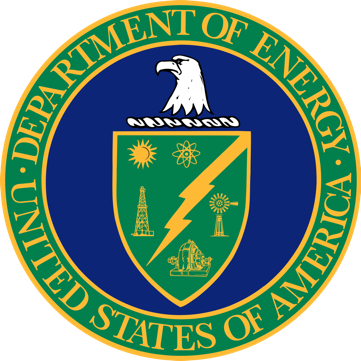 DEPARTMENT OF ENERGY
UNITED STATES OF AMERICA